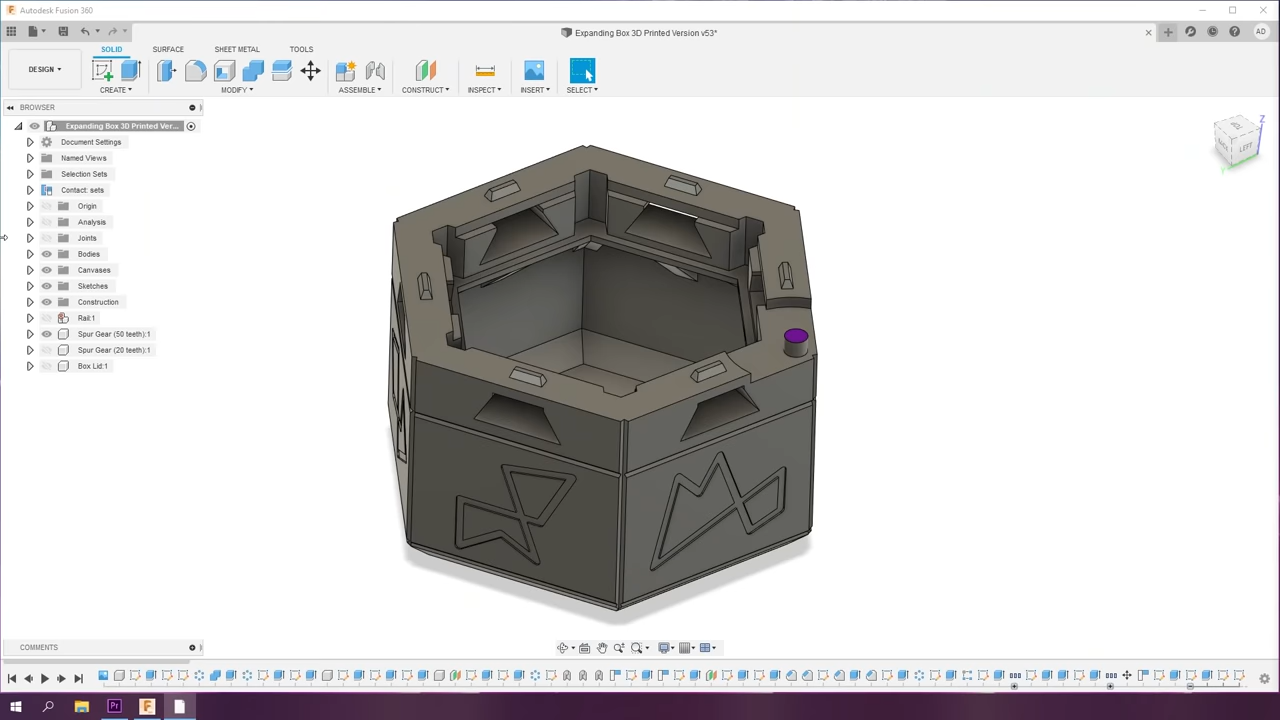 Autodesk Fusion 360
Expanding Box 3D Printed Version v53*
AD
SOLID SURFACE SHEET METAL TOOLS
DESIGN
CREATE MODIFY ASSEMBLE CONSTRUCT INSPECT INSERT SELECT
BROWSER
Expanding Box 3D Printed Ver...
Document Settings
Named Views
Selection Sets
Contact: sets
Origin
Analysis
Joints
Bodies
Canvases
Sketches
Construction
Rail:1
Spur Gear (50 teeth):1
Spur Gear (20 teeth):1
Box Lid:1
Z
LEFT
COMMENTS
Pr
F